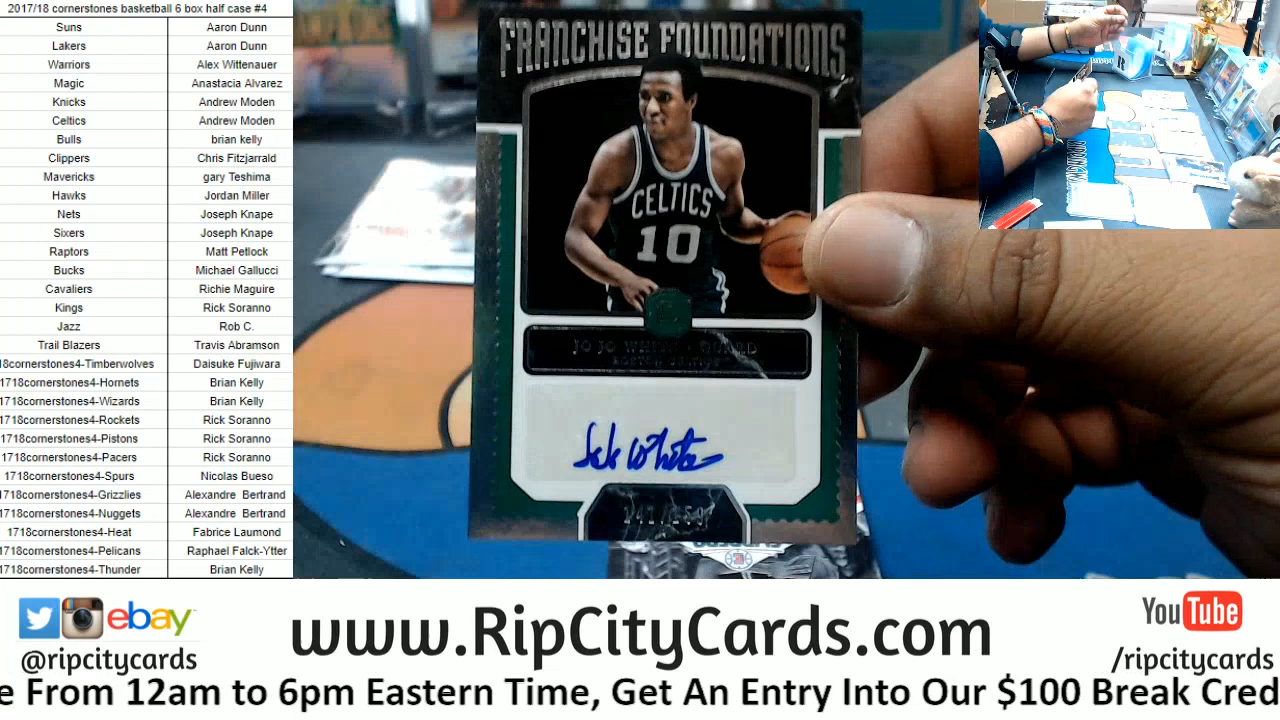 2017/18 cornerstones basketball 6 box half case #4
Suns Aaron Dunn
Lakers Aaron Dunn
Warriors Alex Wittenauer
Magic Anastacia Alvarez
Knicks Andrew Moden
Celtics Andrew Moden
Bulls brian kelly
Clippers Chris Fitzjarrald
Mavericks gary Teshima
Hawks Jordan Miller
Nets Joseph Knape
Sixers Joseph Knape
Raptors Matt Petlock
Bucks Michael Gallucci
Cavaliers Richie Maguire
Kings Rick Soranno
Jazz Rob C.
Trail Blazers Travis Abramson
18cornerstones4-Timberwolves Daisuke Fujiwara
1718cornerstones4-Hornets Brian Kelly
1718cornerstones4-Wizards Brian Kelly
1718cornerstones4-Rockets Rick Soranno
1718cornerstones4-Pistons Rick Soranno
1718cornerstones4-Pacers Rick Soranno
1718cornerstones4-Spurs Nicolas Bueso
1718cornerstones4-Grizzlies Alexandre Bertrand
1718cornerstones4-Nuggets Alexandre Bertrand
1718cornerstones4-Heat Fabrice Laumond
1718cornerstones4-Pelicans Raphael Falck-Ytter
1718cornerstones4-Thunder Brian Kelly
FRANCHISE FOUNDATIONS
CELTICS
10
JO JO WHITE GUARD
Jo Jo White
ebay
@ripcitycards
www.RipCityCards.com
YouTube
/ripcitycards
e From 12am to 6pm Eastern Time, Get An Entry Into Our $100 Break Cred